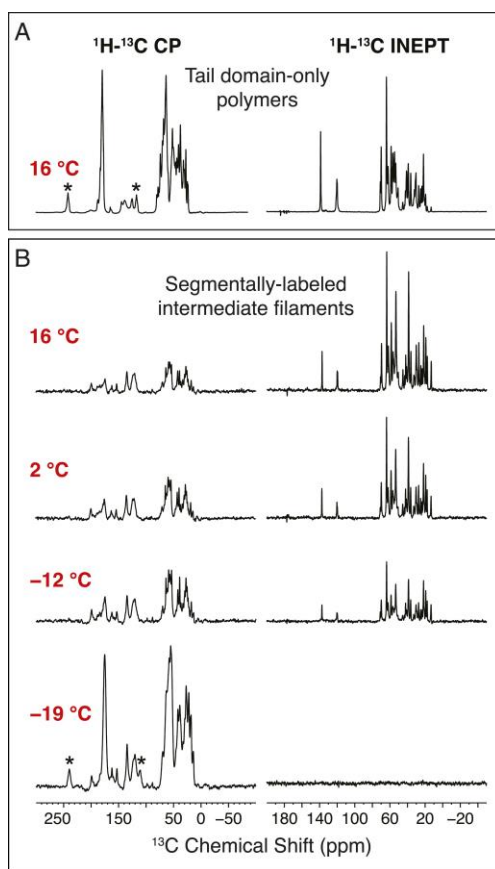 A
¹H-¹³C CP
¹H-¹³C INEPT
Tail domain-only
polymers
16 °C
*
*
B
Segmentally-labeled
intermediate filaments
16 °C
2 °C
–12 °C
–19 °C
*
*
250 150 50 0 -50 180 140 100 60 20 -20
¹³C Chemical Shift (ppm)